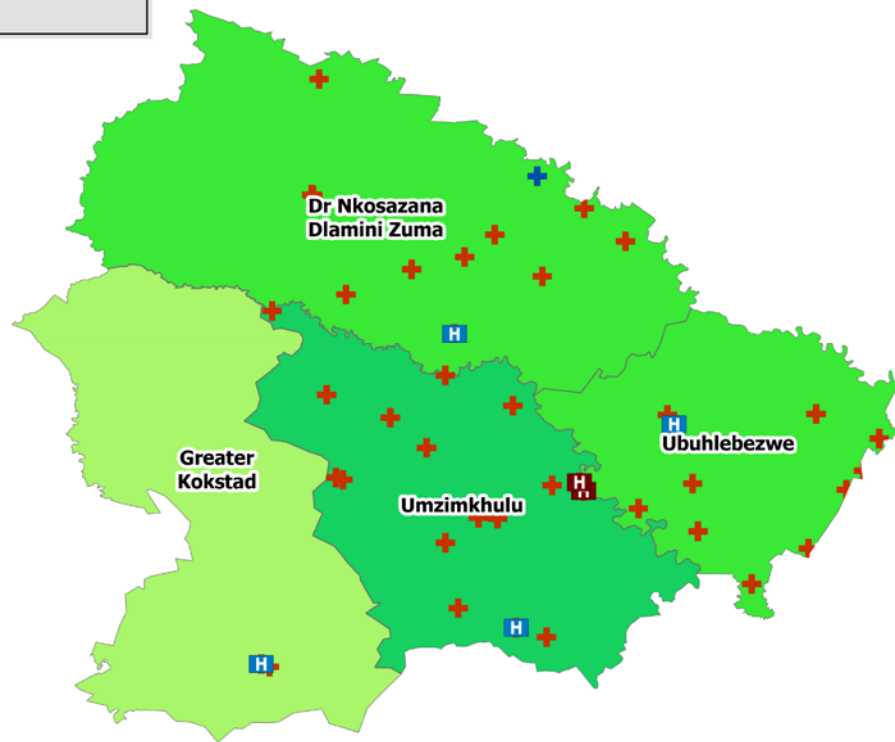 Dr Nkosazana
Dlamini Zuma
H
H
Ubuhlebezwe
Greater
Kokstad
H
Umzimkhulu
H
H